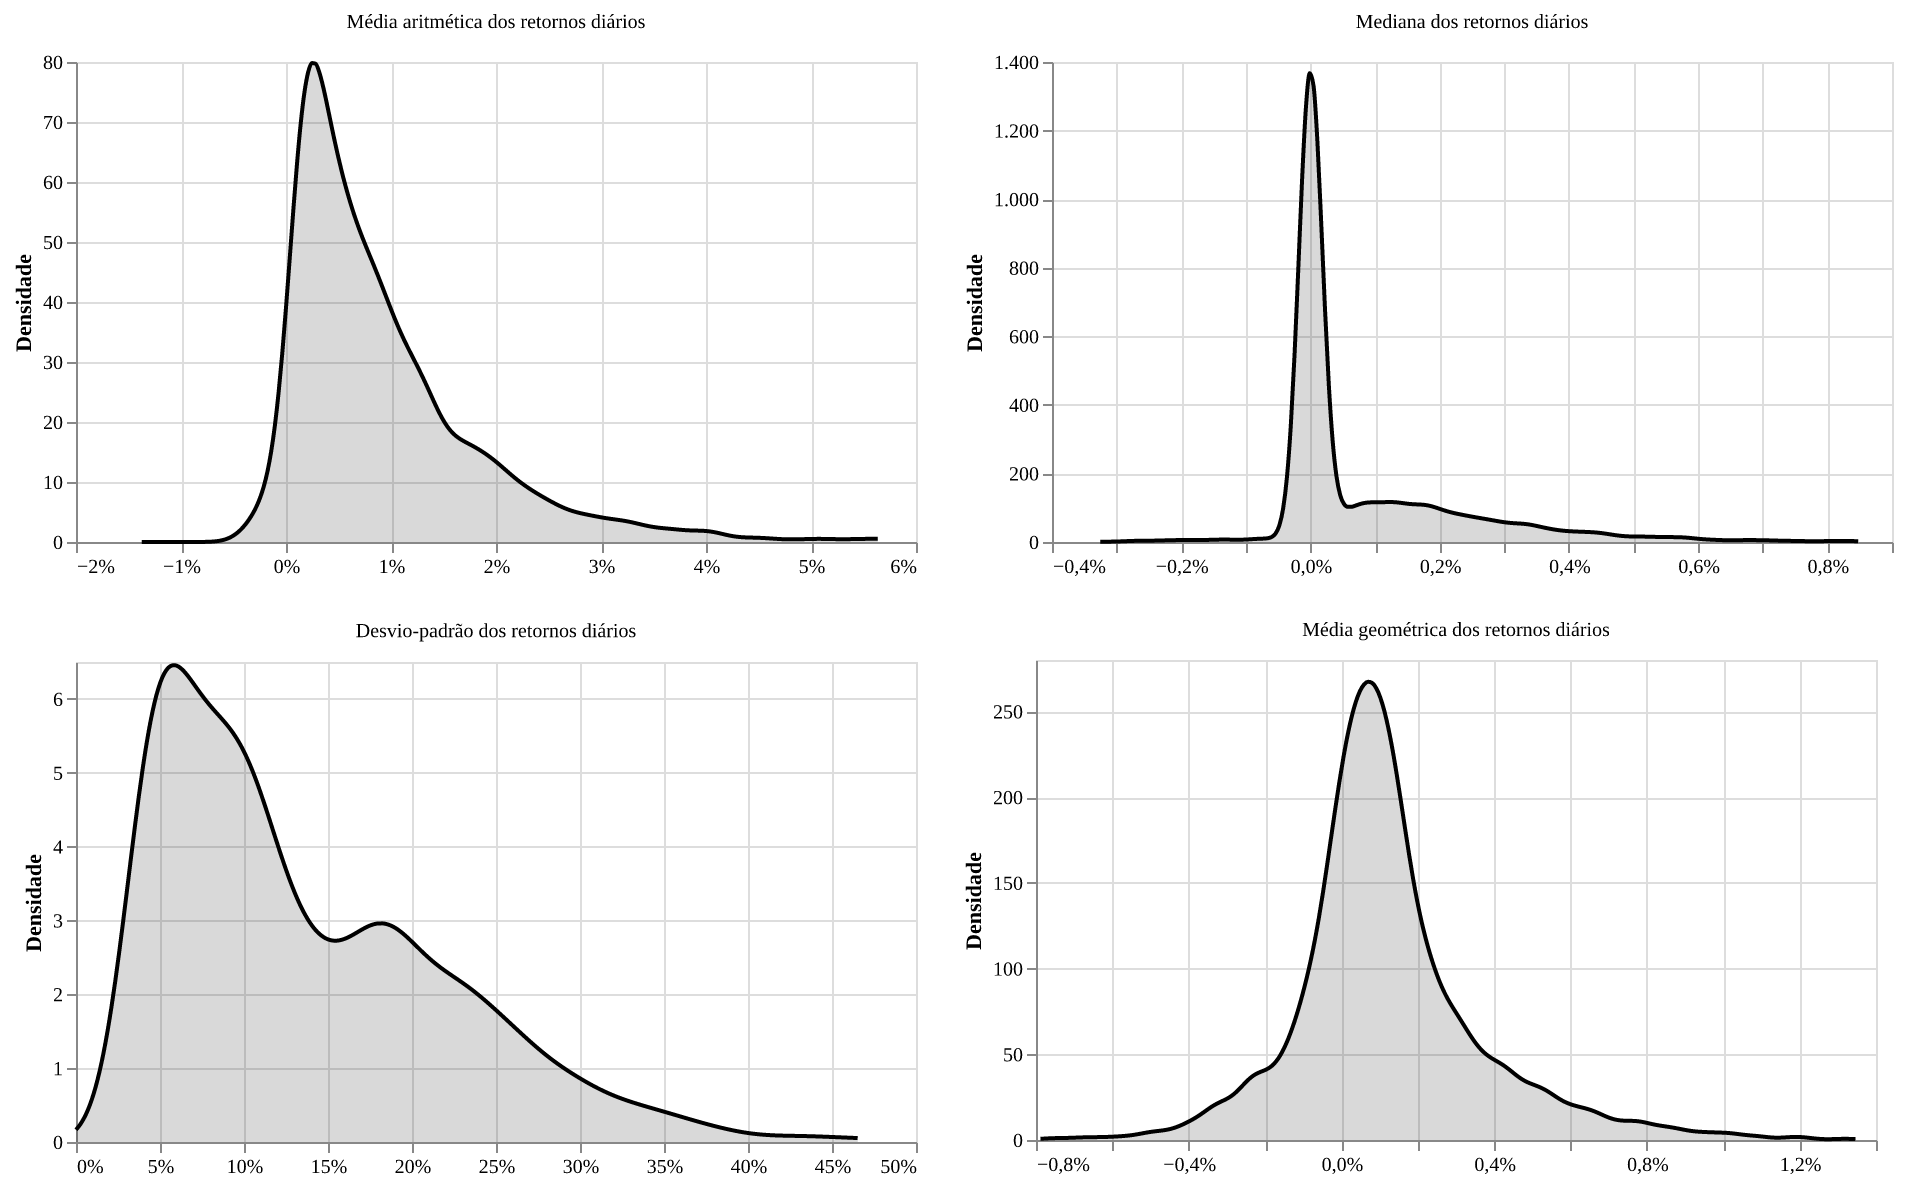 Média aritmética dos retornos diários
Densidade
80
70
60
50
40
30
20
10
0
−2% −1% 0% 1% 2% 3% 4% 5% 6%
Mediana dos retornos diários
Densidade
1.400
1.200
1.000
800
600
400
200
0
−0,4% −0,2% 0,0% 0,2% 0,4% 0,6% 0,8%
Desvio-padrão dos retornos diários
Densidade
6
5
4
3
2
1
0
0% 5% 10% 15% 20% 25% 30% 35% 40% 45% 50%
Média geométrica dos retornos diários
Densidade
250
200
150
100
50
0
−0,8% −0,4% 0,0% 0,4% 0,8% 1,2%